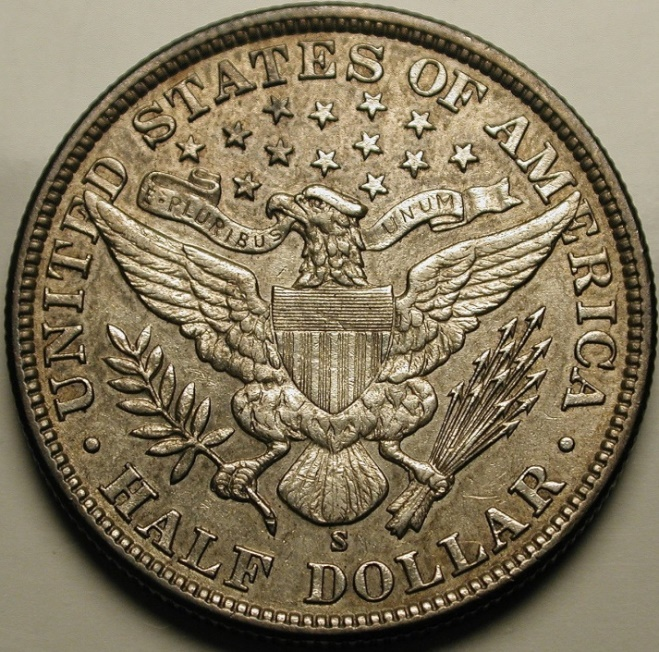 UNITED STATES OF AMERICA
E·PLURIBUS UNUM
S
· HALF DOLLAR ·